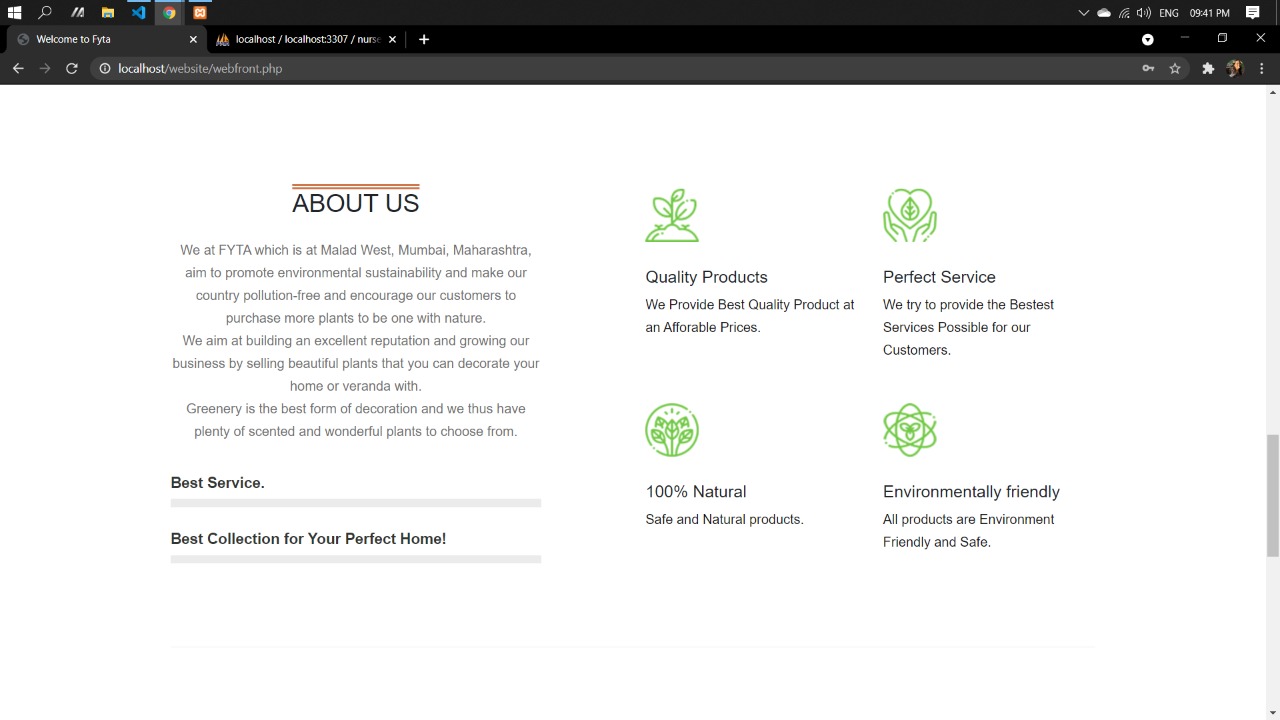 ENG
09:41 PM
Welcome to Fyta
localhost / localhost:3307 / nurse
localhost/website/webfront.php
ABOUT US
We at FYTA which is at Malad West, Mumbai, Maharashtra,
aim to promote environmental sustainability and make our
country pollution-free and encourage our customers to
purchase more plants to be one with nature.
We aim at building an excellent reputation and growing our
business by selling beautiful plants that you can decorate your
home or veranda with.
Greenery is the best form of decoration and we thus have
plenty of scented and wonderful plants to choose from.
Best Service.
Best Collection for Your Perfect Home!
Quality Products
We Provide Best Quality Product at
an Afforable Prices.
Perfect Service
We try to provide the Bestest
Services Possible for our
Customers.
100% Natural
Safe and Natural products.
Environmentally friendly
All products are Environment
Friendly and Safe.